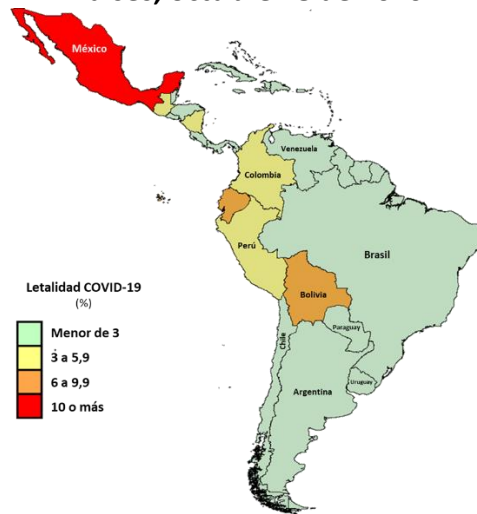 México
Venezuela
Colombia
Perú
Brasil
Bolivia
Paraguay
Chile
Uruguay
Argentina
Letalidad COVID-19
(%)
Menor de 3
3 a 5,9
6 a 9,9
10 o más